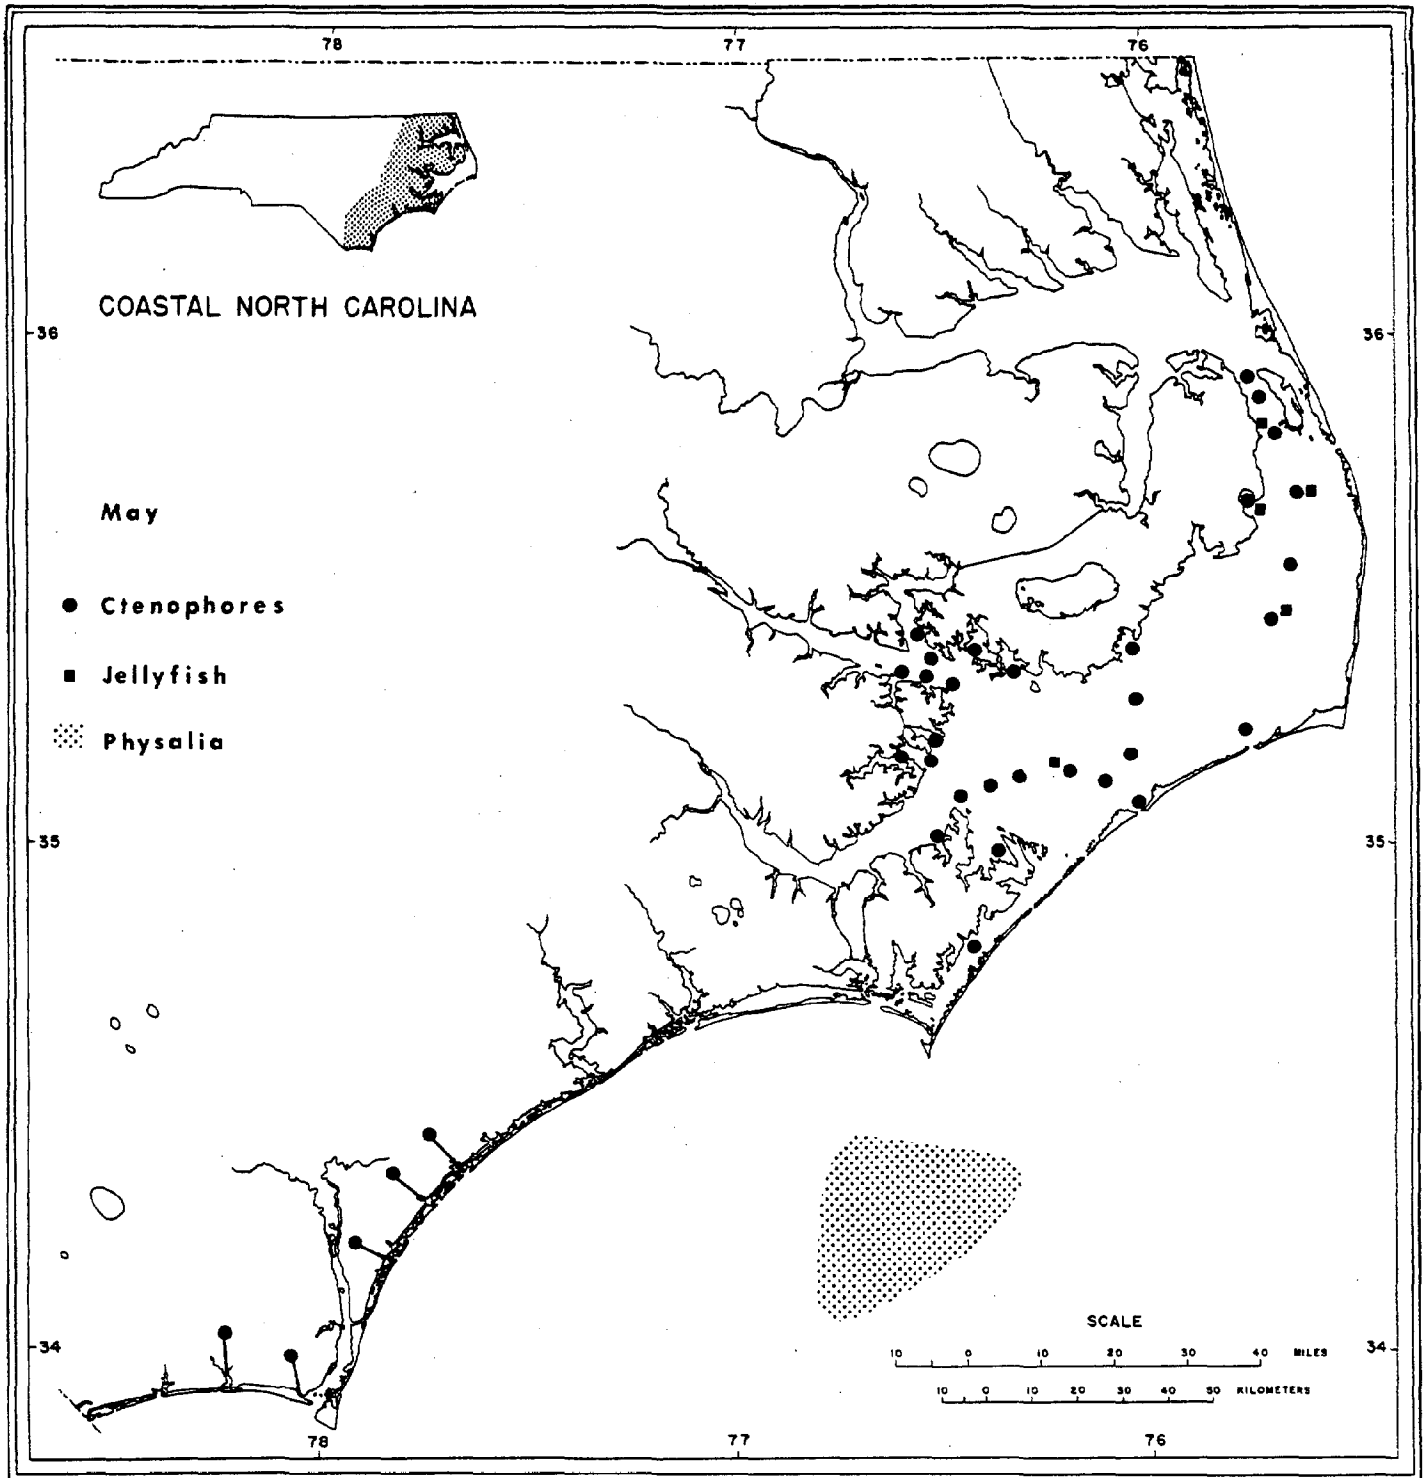 78 77 76
COASTAL NORTH CAROLINA
36 36
May
Ctenophores
Jellyfish
Physalia
35 35
SCALE
34 34
10 0 10 20 30 40 MILES
10 0 10 20 30 40 50 KILOMETERS
78 77 76